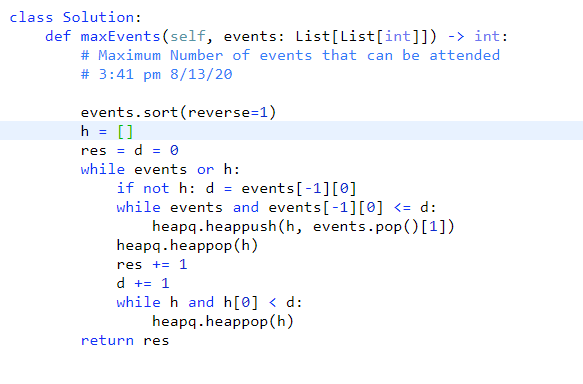 class Solution:
    def maxEvents(self, events: List[List[int]]) -> int:
        # Maximum Number of events that can be attended
        # 3:41 pm 8/13/20

        events.sort(reverse=1)
        h = []
        res = d = 0
        while events or h:
            if not h: d = events[-1][0]
            while events and events[-1][0] <= d:
                heapq.heappush(h, events.pop()[1])
            heapq.heappop(h)
            res += 1
            d += 1
            while h and h[0] < d:
                heapq.heappop(h)
        return res